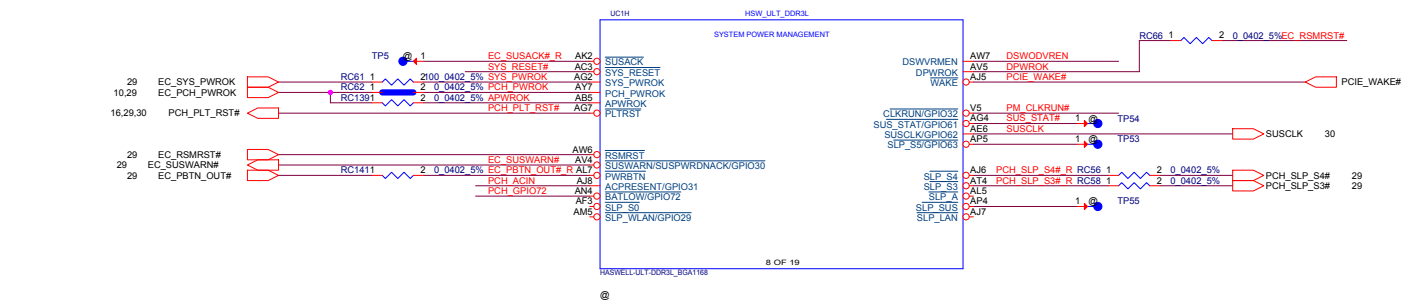 UC1H HSW_ULT_DDR3L
SYSTEM POWER MANAGEMENT
RC66 1 2 0_0402_5% EC_RSMRST#
TP5 @ 1 EC_SUSACK#_R AK2 SUSACK
SYS_RESET# AC3 SYS_RESET
29 EC_SYS_PWROK RC61 1 2 100_0402_5% SYS_PWROK AG2 SYS_PWROK
10,29 EC_PCH_PWROK RC62 1 2 0_0402_5% PCH_PWROK AY7 PCH_PWROK
RC139 1 2 0_0402_5% APWROK AB5 APWROK
16,29,30 PCH_PLT_RST# PCH_PLT_RST# AG7 PLTRST
DSWVRMEN AW7 DSWODVREN
DPWROK AV5 DPWROK
WAKE AJ5 PCIE_WAKE# PCIE_WAKE#
CLKRUN/GPIO32 V5 PM_CLKRUN#
SUS_STAT/GPIO61 AG4 SUS_STAT# 1 @ TP54
SUSCLK/GPIO62 AE6 SUSCLK SUSCLK 30
SLP_S5/GPIO63 AP5 1 @ TP53
29 EC_RSMRST# AW6 RSMRST
29 EC_SUSWARN# EC_SUSWARN# AV4 SUSWARN/SUSPWRDNACK/GPIO30
29 EC_PBTN_OUT# RC141 1 2 0_0402_5% EC_PBTN_OUT#_R AL7 PWRBTN
PCH_ACIN AJ8 ACPRESENT/GPIO31
PCH_GPIO72 AN4 BATLOW/GPIO72
AF3 SLP_S0
AM5 SLP_WLAN/GPIO29
SLP_S4 AJ6 PCH_SLP_S4#_R RC56 1 2 0_0402_5% PCH_SLP_S4# 29
SLP_S3 AT4 PCH_SLP_S3#_R RC58 1 2 0_0402_5% PCH_SLP_S3# 29
SLP_A AL5
SLP_SUS AP4 1 @ TP55
SLP_LAN AJ7
8 OF 19
HASWELL-ULT-DDR3L_BGA1168
@